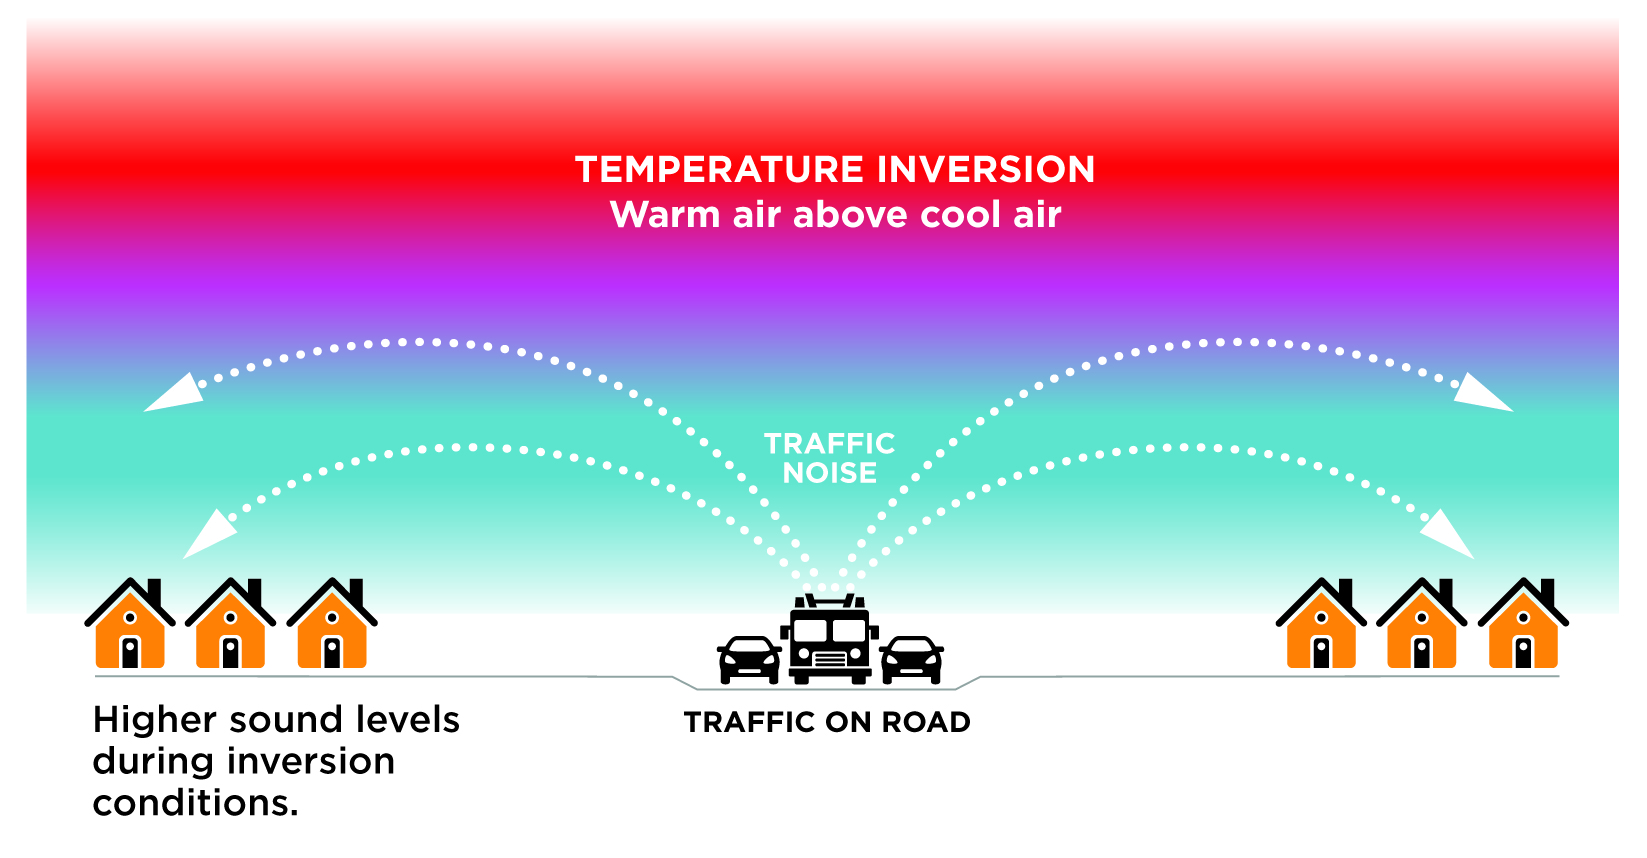 TEMPERATURE INVERSION
Warm air above cool air
TRAFFIC
NOISE
TRAFFIC ON ROAD
Higher sound levels
during inversion
conditions.